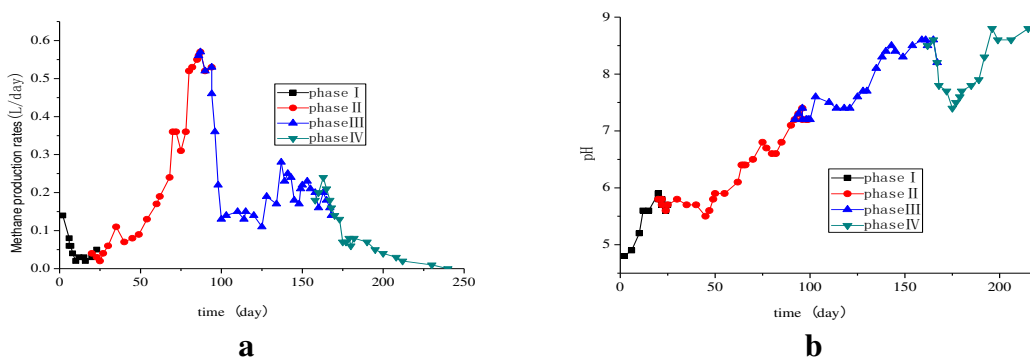 Methane production rates (L/day)
0.6
0.5
0.4
0.3
0.2
0.1
0.0
0
50
100
150
200
250
time (day)
phase I
phase II
phaseIII
phaseIV
a
pH
9
8
7
6
5
0
50
100
150
200
time (day)
phase I
phase II
phaseIII
phaseIV
b